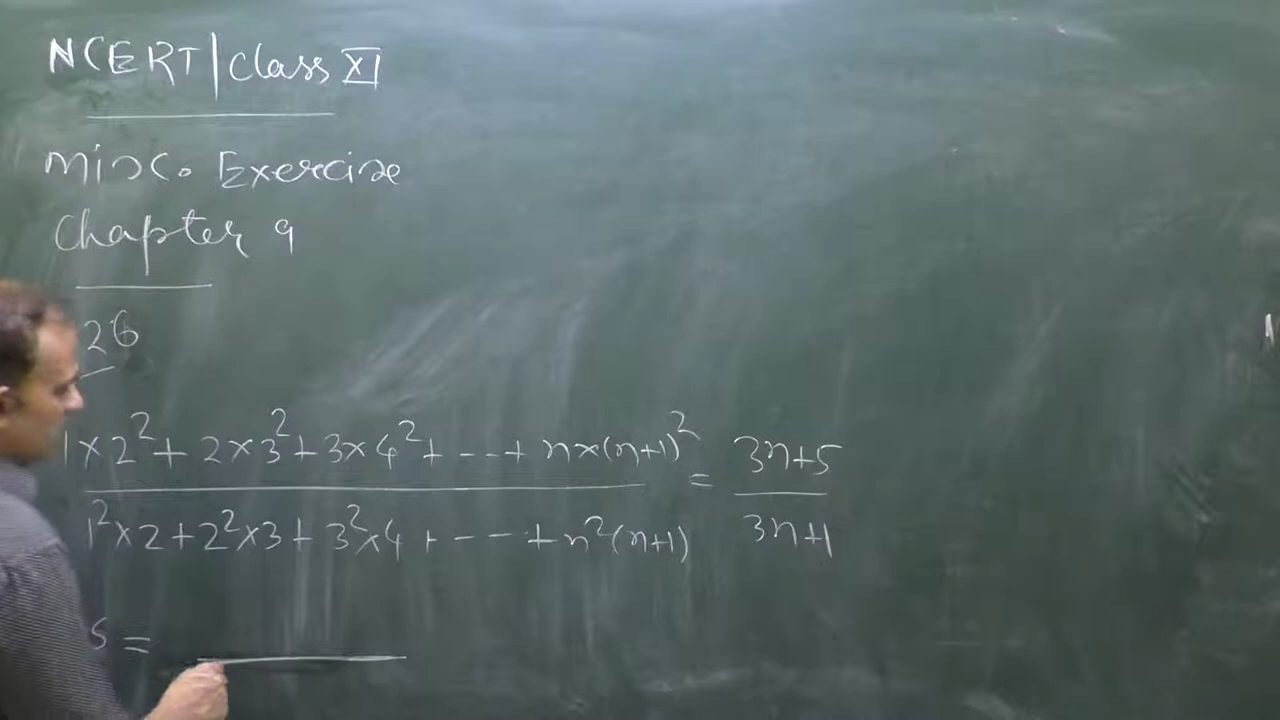 NCERT | Class XI
Misc. Exercise
Chapter 9
26
1×2²+ 2×3²+3×4²+ ---+ n×(n+1)² = 3n+5
1²×2+2²×3+ 3²×4 + --- +n²(n+1) 3n+1
S =